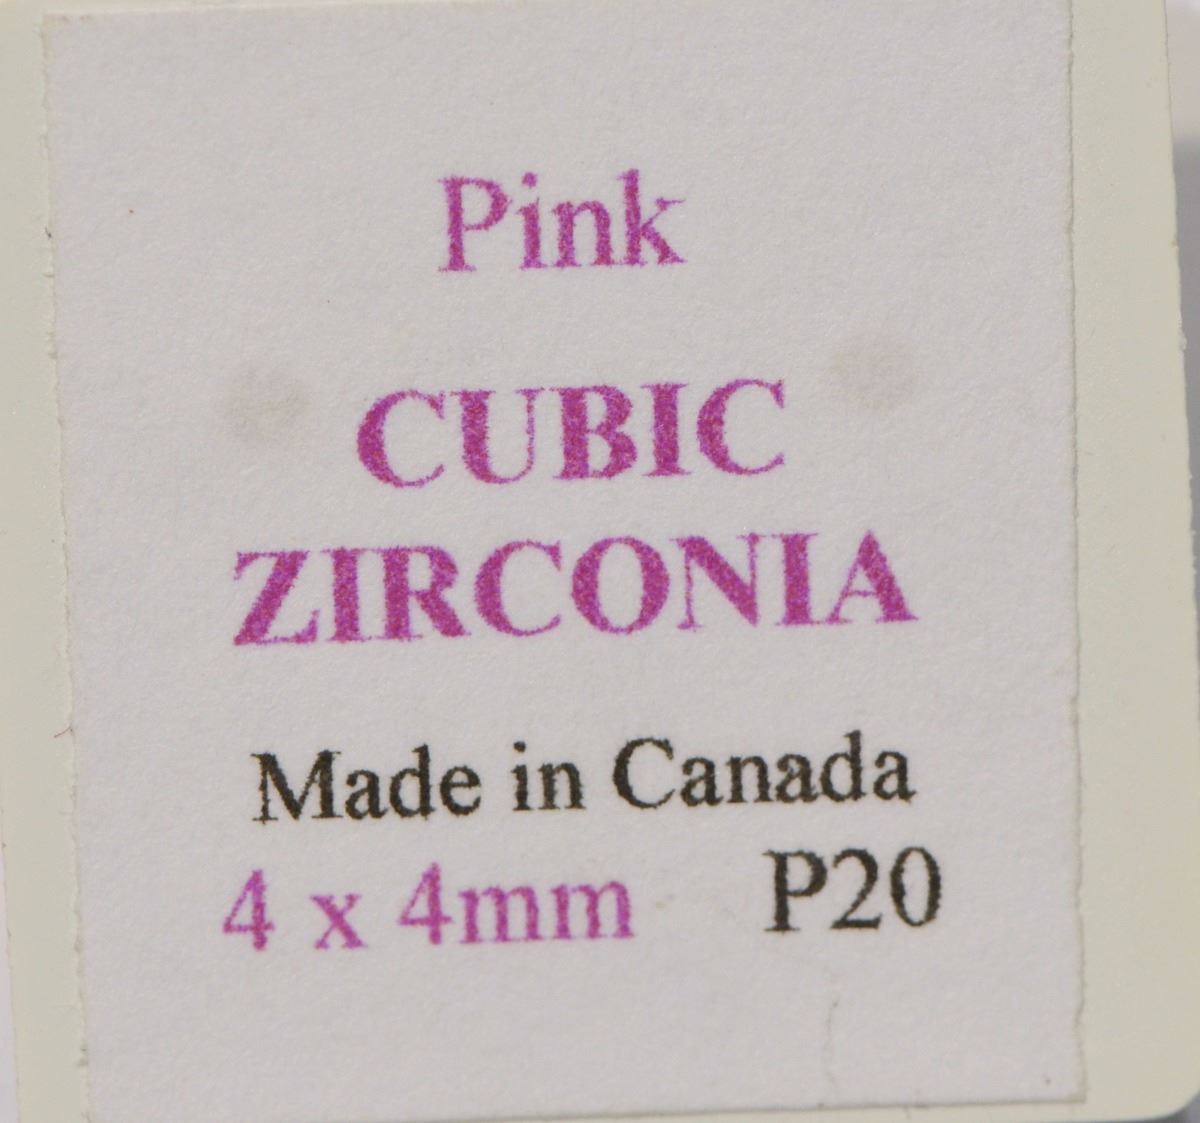 Pink
CUBIC
ZIRCONIA
Made in Canada
4 x 4mm P20